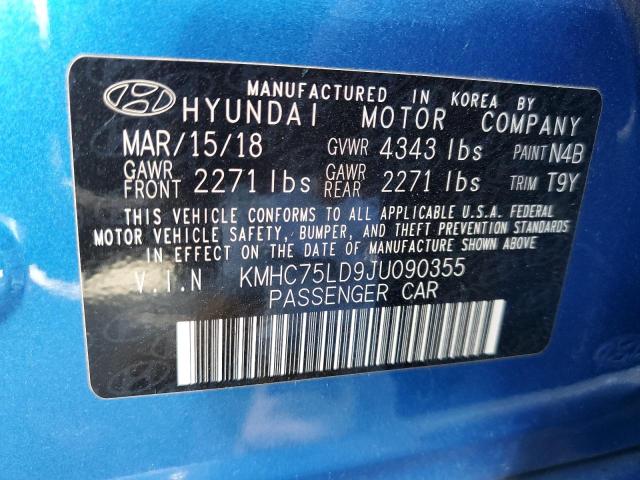 MANUFACTURED IN KOREA BY
HYUNDAI MOTOR COMPANY
MAR/15/18 GVWR 4343 lbs PAINT N4B
GAWR FRONT 2271 lbs GAWR REAR 2271 lbs TRIM T9Y
THIS VEHICLE CONFORMS TO ALL APPLICABLE U.S.A. FEDERAL
MOTOR VEHICLE SAFETY, BUMPER, AND THEFT PREVENTION STANDARDS
IN EFFECT ON THE DATE OF MANUFACTURE SHOWN ABOVE
V.I.N KMHC75LD9JU090355
PASSENGER CAR